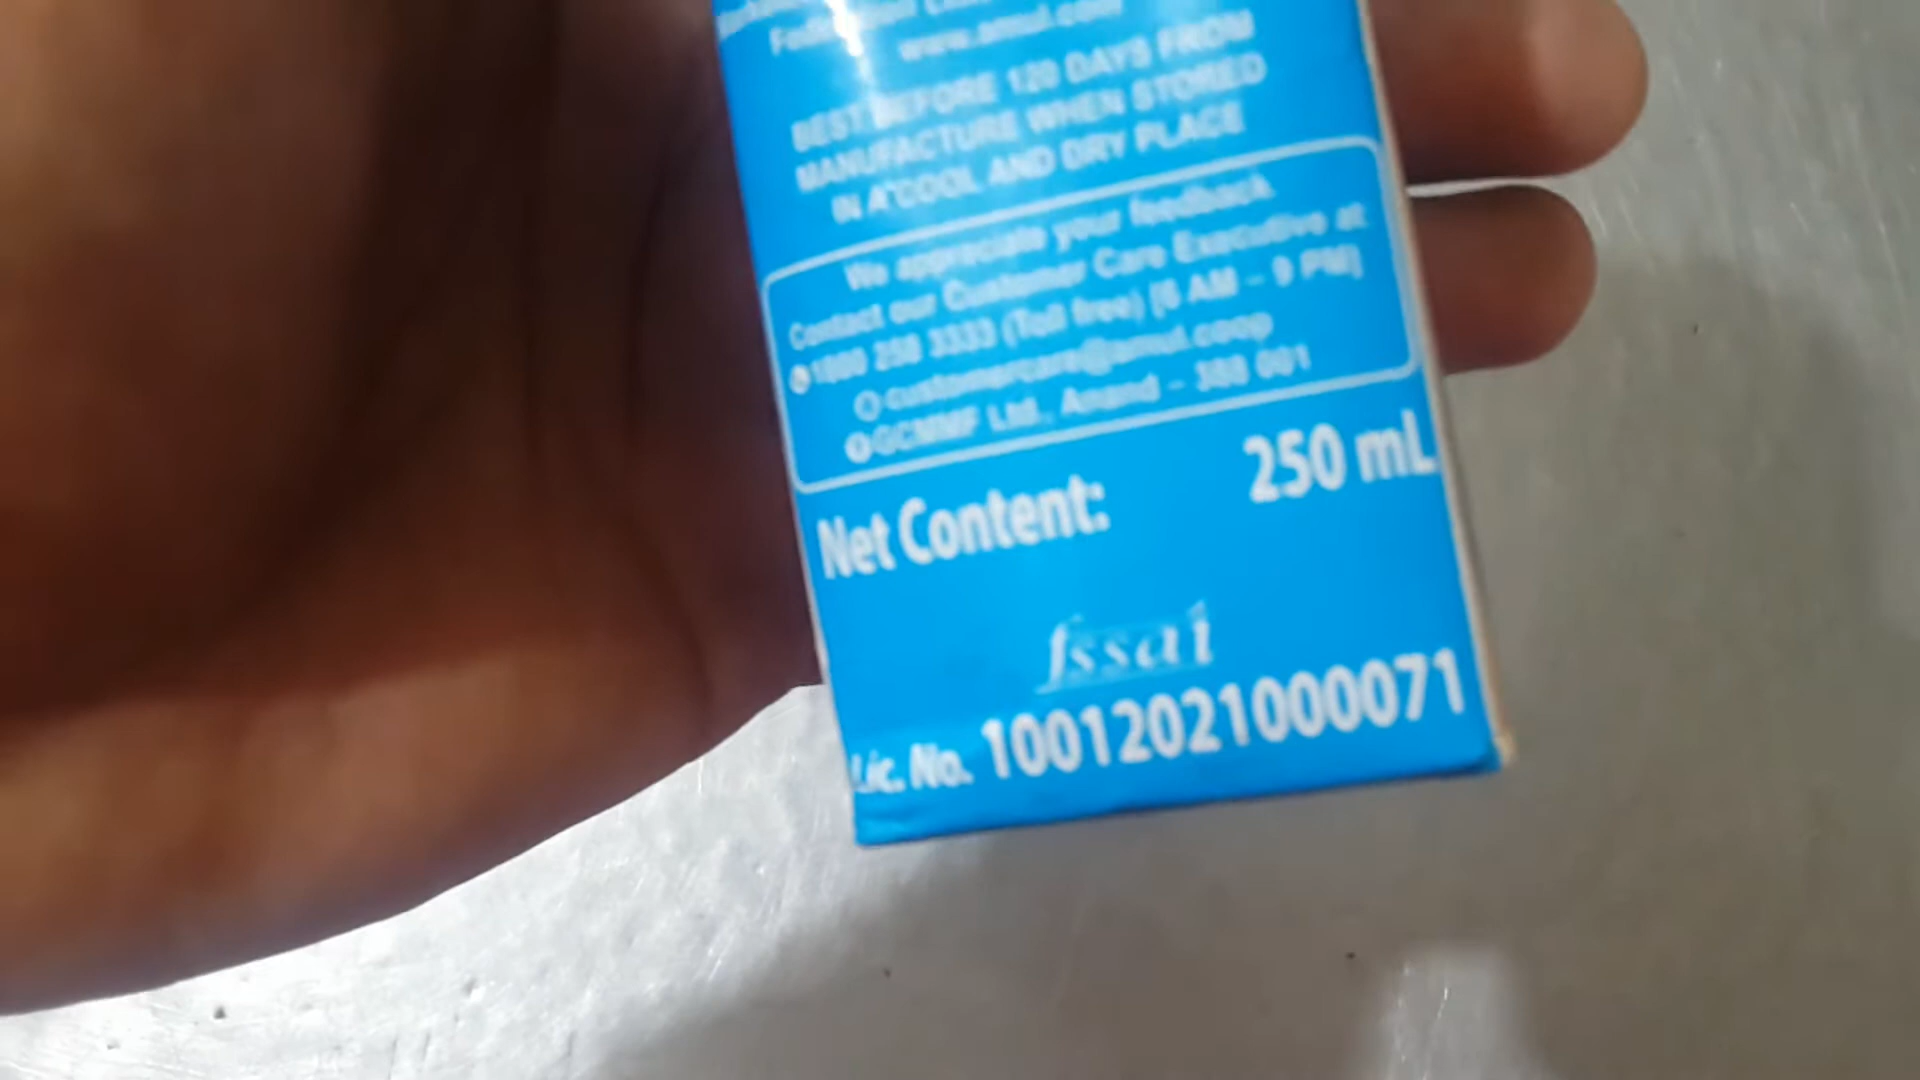 www.amul.com
BEST BEFORE 120 DAYS FROM
MANUFACTURE WHEN STORED
IN A COOL AND DRY PLACE
We appreciate your feedback
Contact our Customer Care Executive at
1800 258 3333 (Toll free) [6 AM – 9 PM]
customercare@amul.coop
GCMMF Ltd., Anand – 388 001
Net Content: 250 mL
fssai
Lic. No. 10012021000071